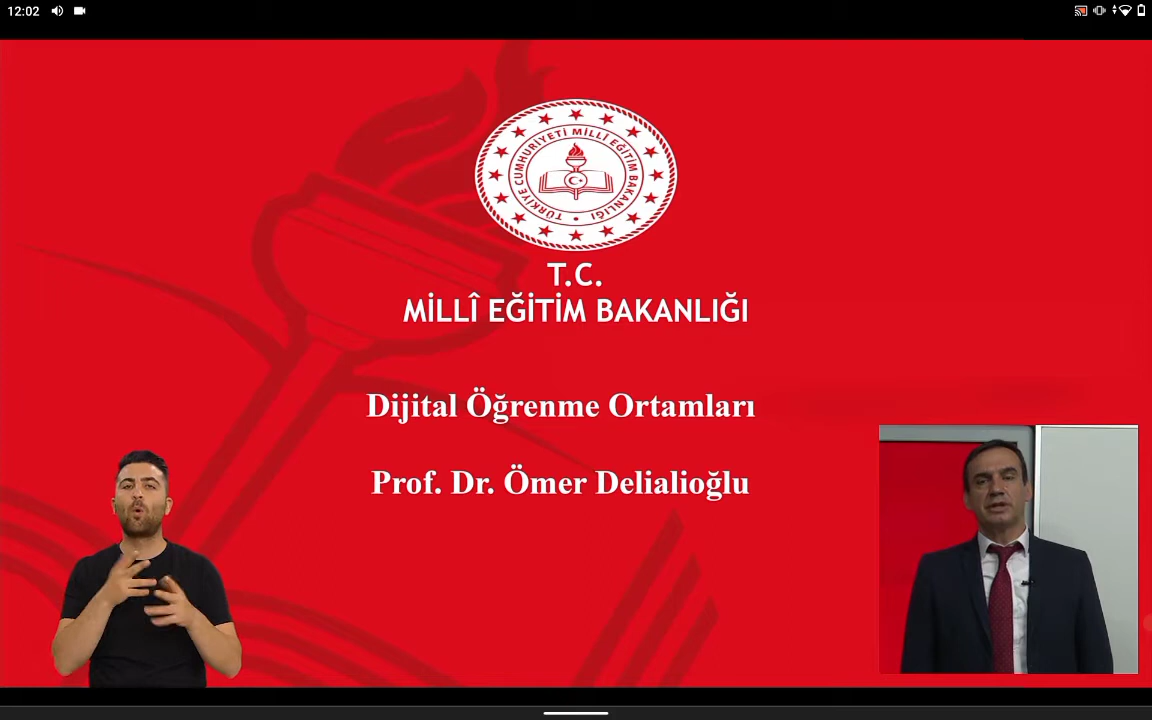 12:02
TÜRKİYE CUMHURİYETİ MİLLÎ EĞİTİM BAKANLIĞI
T.C.
MİLLÎ EĞİTİM BAKANLIĞI
Dijital Öğrenme Ortamları
Prof. Dr. Ömer Delialioğlu